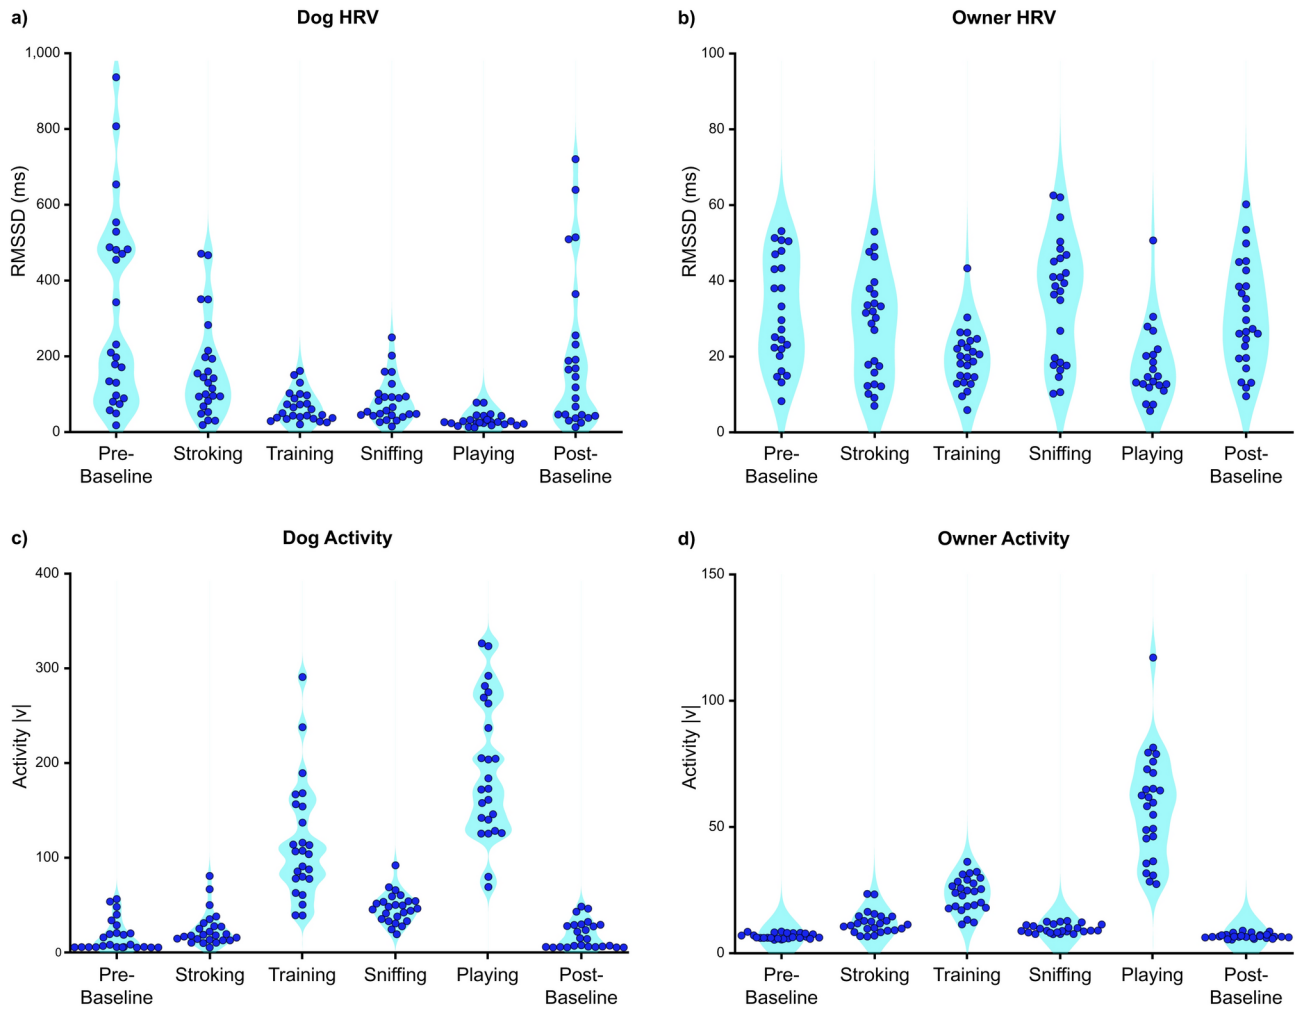 a) Dog HRV
1,000
800
600
400
200
0
RMSSD (ms)
Pre-
Baseline
Stroking
Training
Sniffing
Playing
Post-
Baseline
b) Owner HRV
100
80
60
40
20
0
RMSSD (ms)
Pre-
Baseline
Stroking
Training
Sniffing
Playing
Post-
Baseline
c) Dog Activity
400
300
200
100
0
Activity |v|
Pre-
Baseline
Stroking
Training
Sniffing
Playing
Post-
Baseline
d) Owner Activity
150
100
50
0
Activity |v|
Pre-
Baseline
Stroking
Training
Sniffing
Playing
Post-
Baseline